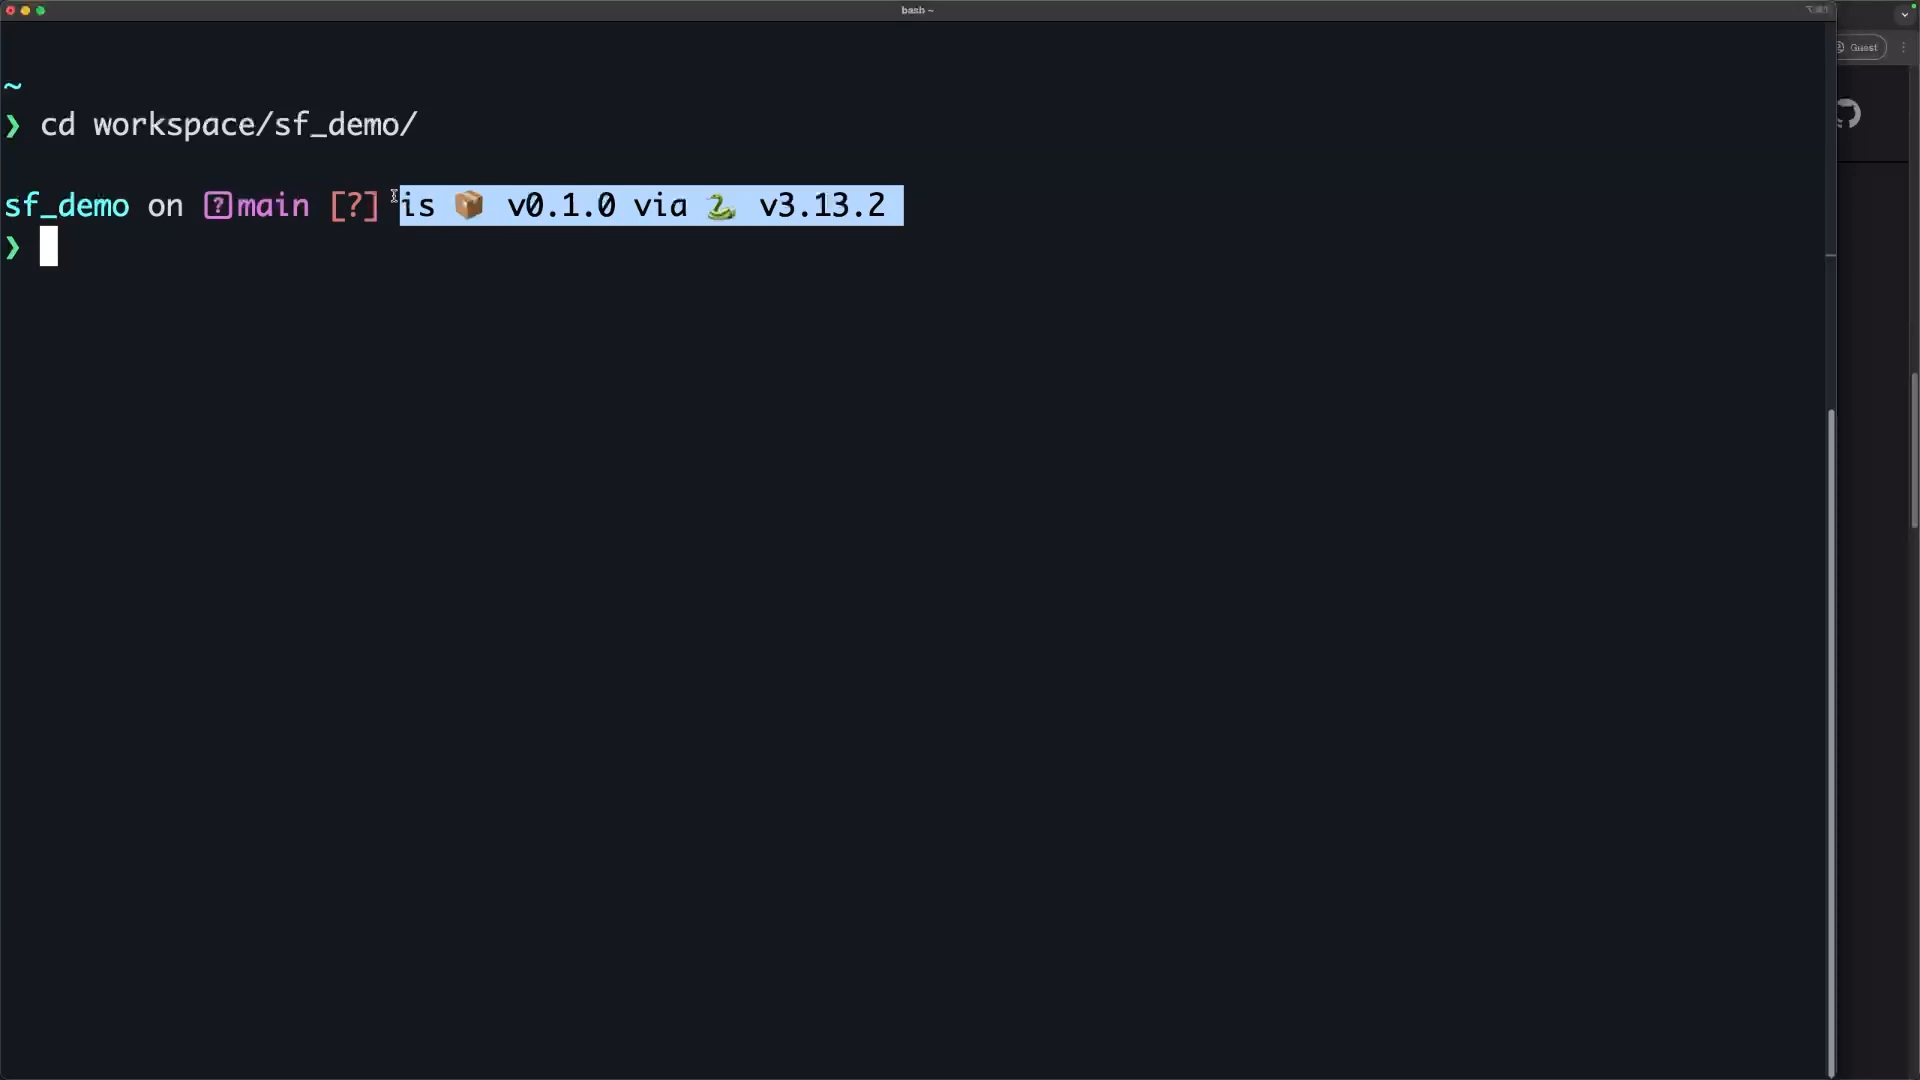 bash ~
Guest
~
❯ cd workspace/sf_demo/
sf_demo on [?]main [?] is 📦 v0.1.0 via 🐍 v3.13.2
❯